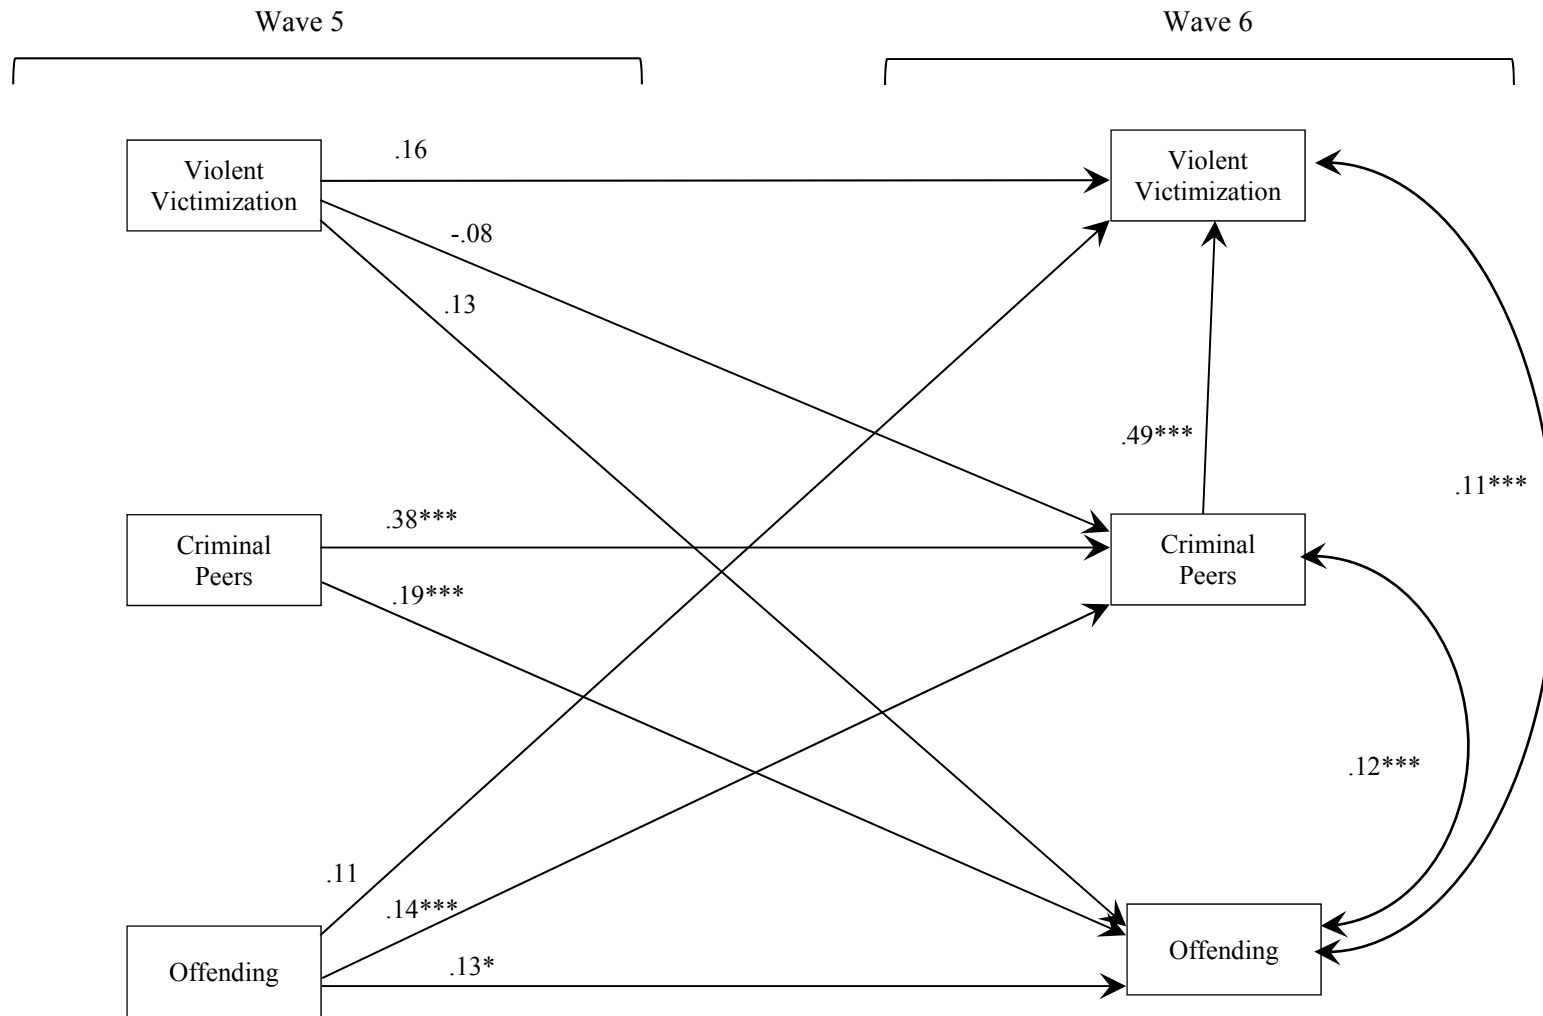 Wave 5
Wave 6
Violent
Victimization
.16
-.08
.13
Violent
Victimization
.49***
.11***
Criminal
Peers
.38***
.19***
Criminal
Peers
.12***
.11
.14***
.13*
Offending
Offending